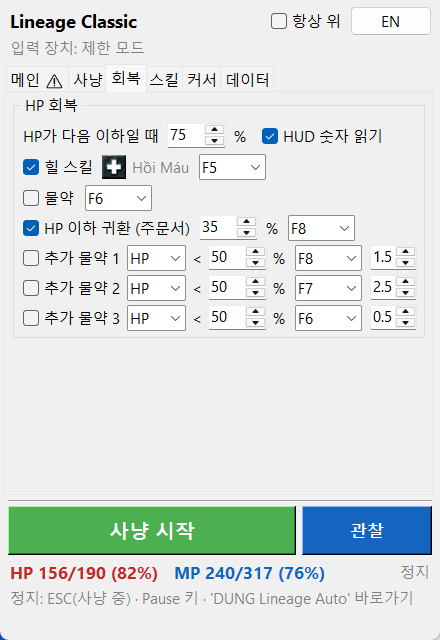 Lineage Classic
항상 위
EN
입력 장치: 제한 모드
메인 ⚠ 사냥 회복 스킬 커서 데이터
HP 회복
HP가 다음 이하일 때 75 % HUD 숫자 읽기
힐 스킬 Hồi Máu F5
물약 F6
HP 이하 귀환 (주문서) 35 % F8
추가 물약 1 HP < 50 % F8 1.5
추가 물약 2 HP < 50 % F7 2.5
추가 물약 3 HP < 50 % F6 0.5
사냥 시작 관찰
HP 156/190 (82%) MP 240/317 (76%) 정지
정지: ESC(사냥 중) · Pause 키 · 'DUNG Lineage Auto' 바로가기